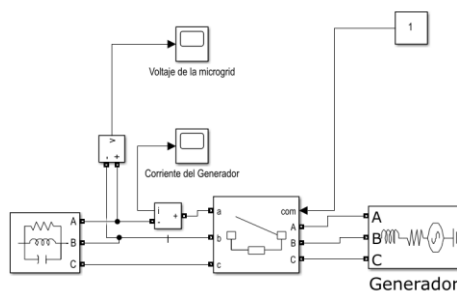 1
Voltaje de la microgrid
v
- +
Corriente del Generador
i
- +
A
B
C
a
b
c
com
A
B
C
A
B
C
Generador